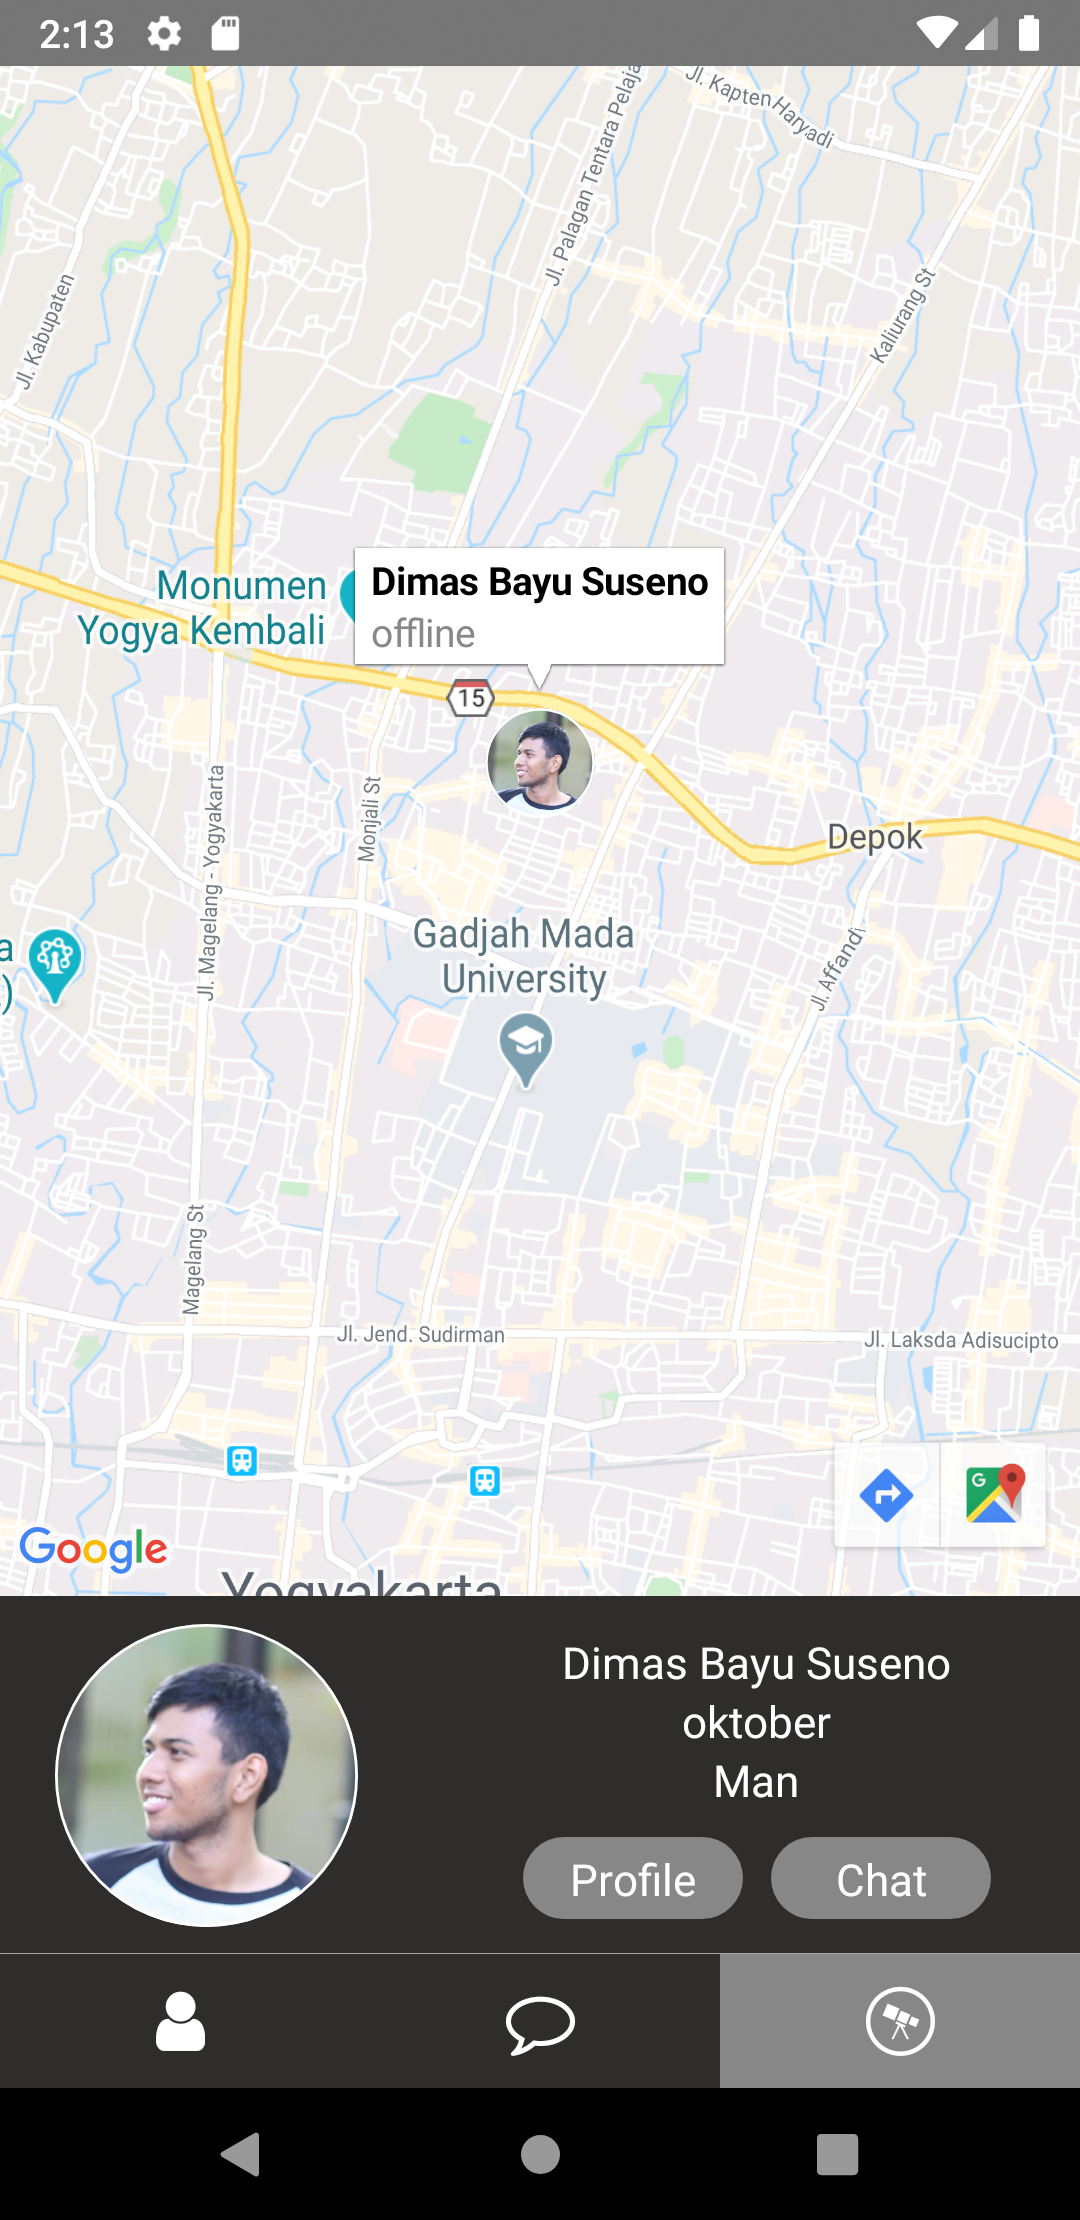 2:13
Jl. Kapten Haryadi
Jl. Palagan Tentara Pelaja
Jl. Kabupaten
Kaliurang St
Monumen
Yogya Kembali
Dimas Bayu Suseno
offline
15
Jl. Magelang - Yogyakarta
Monjali St
Depok
Gadjah Mada
University
a
)
Jl. Affandi
Magelang St
Jl. Jend. Sudirman
Jl. Laksda Adisucipto
G
Google
Yogyakarta
Dimas Bayu Suseno
oktober
Man
Profile
Chat